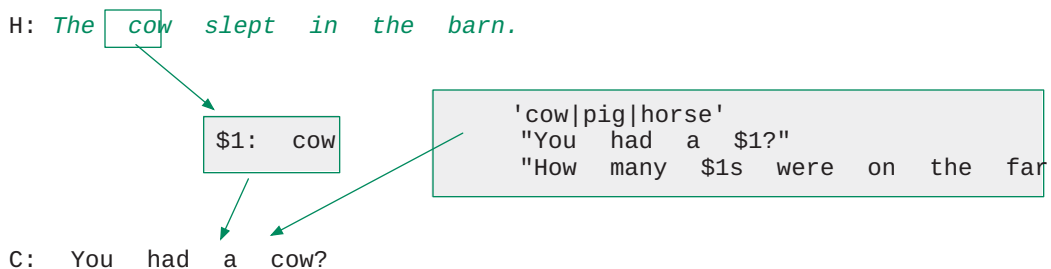 H: The cow slept in the barn.
'cow|pig|horse'
$1: cow
"You had a $1?"
"How many $1s were on the far
C: You had a cow?